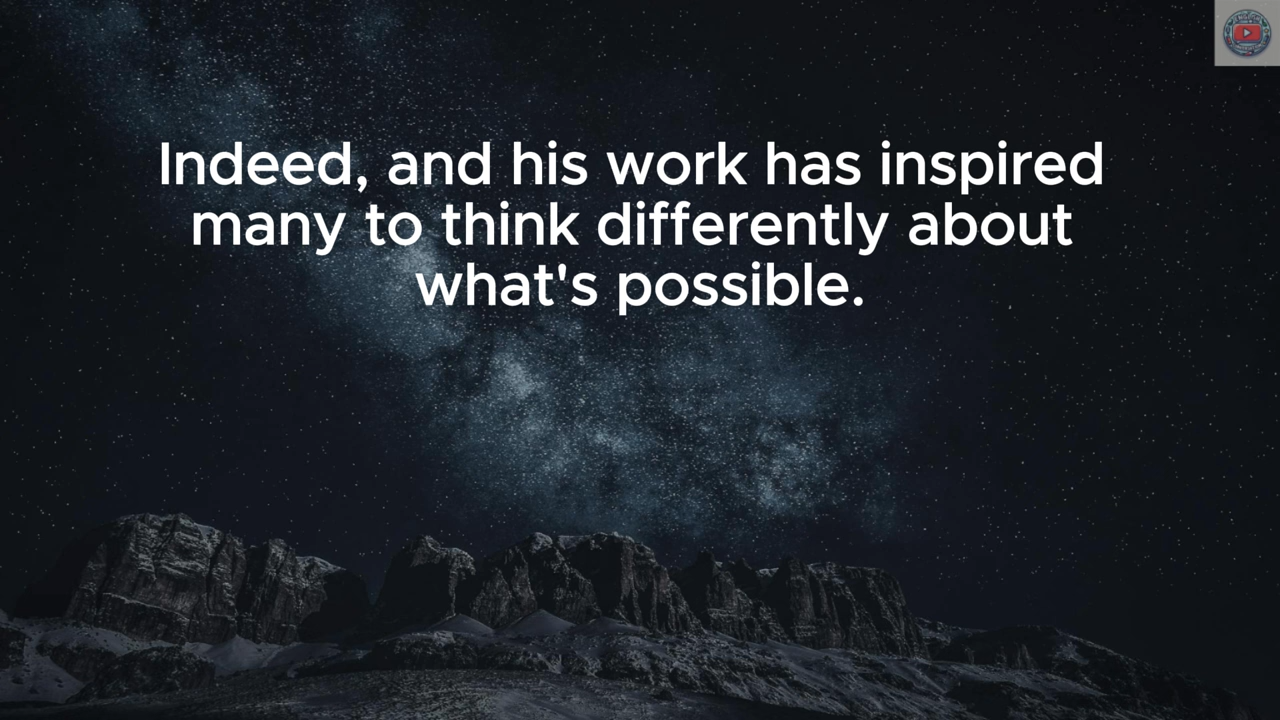 Indeed, and his work has inspired
many to think differently about
what's possible.